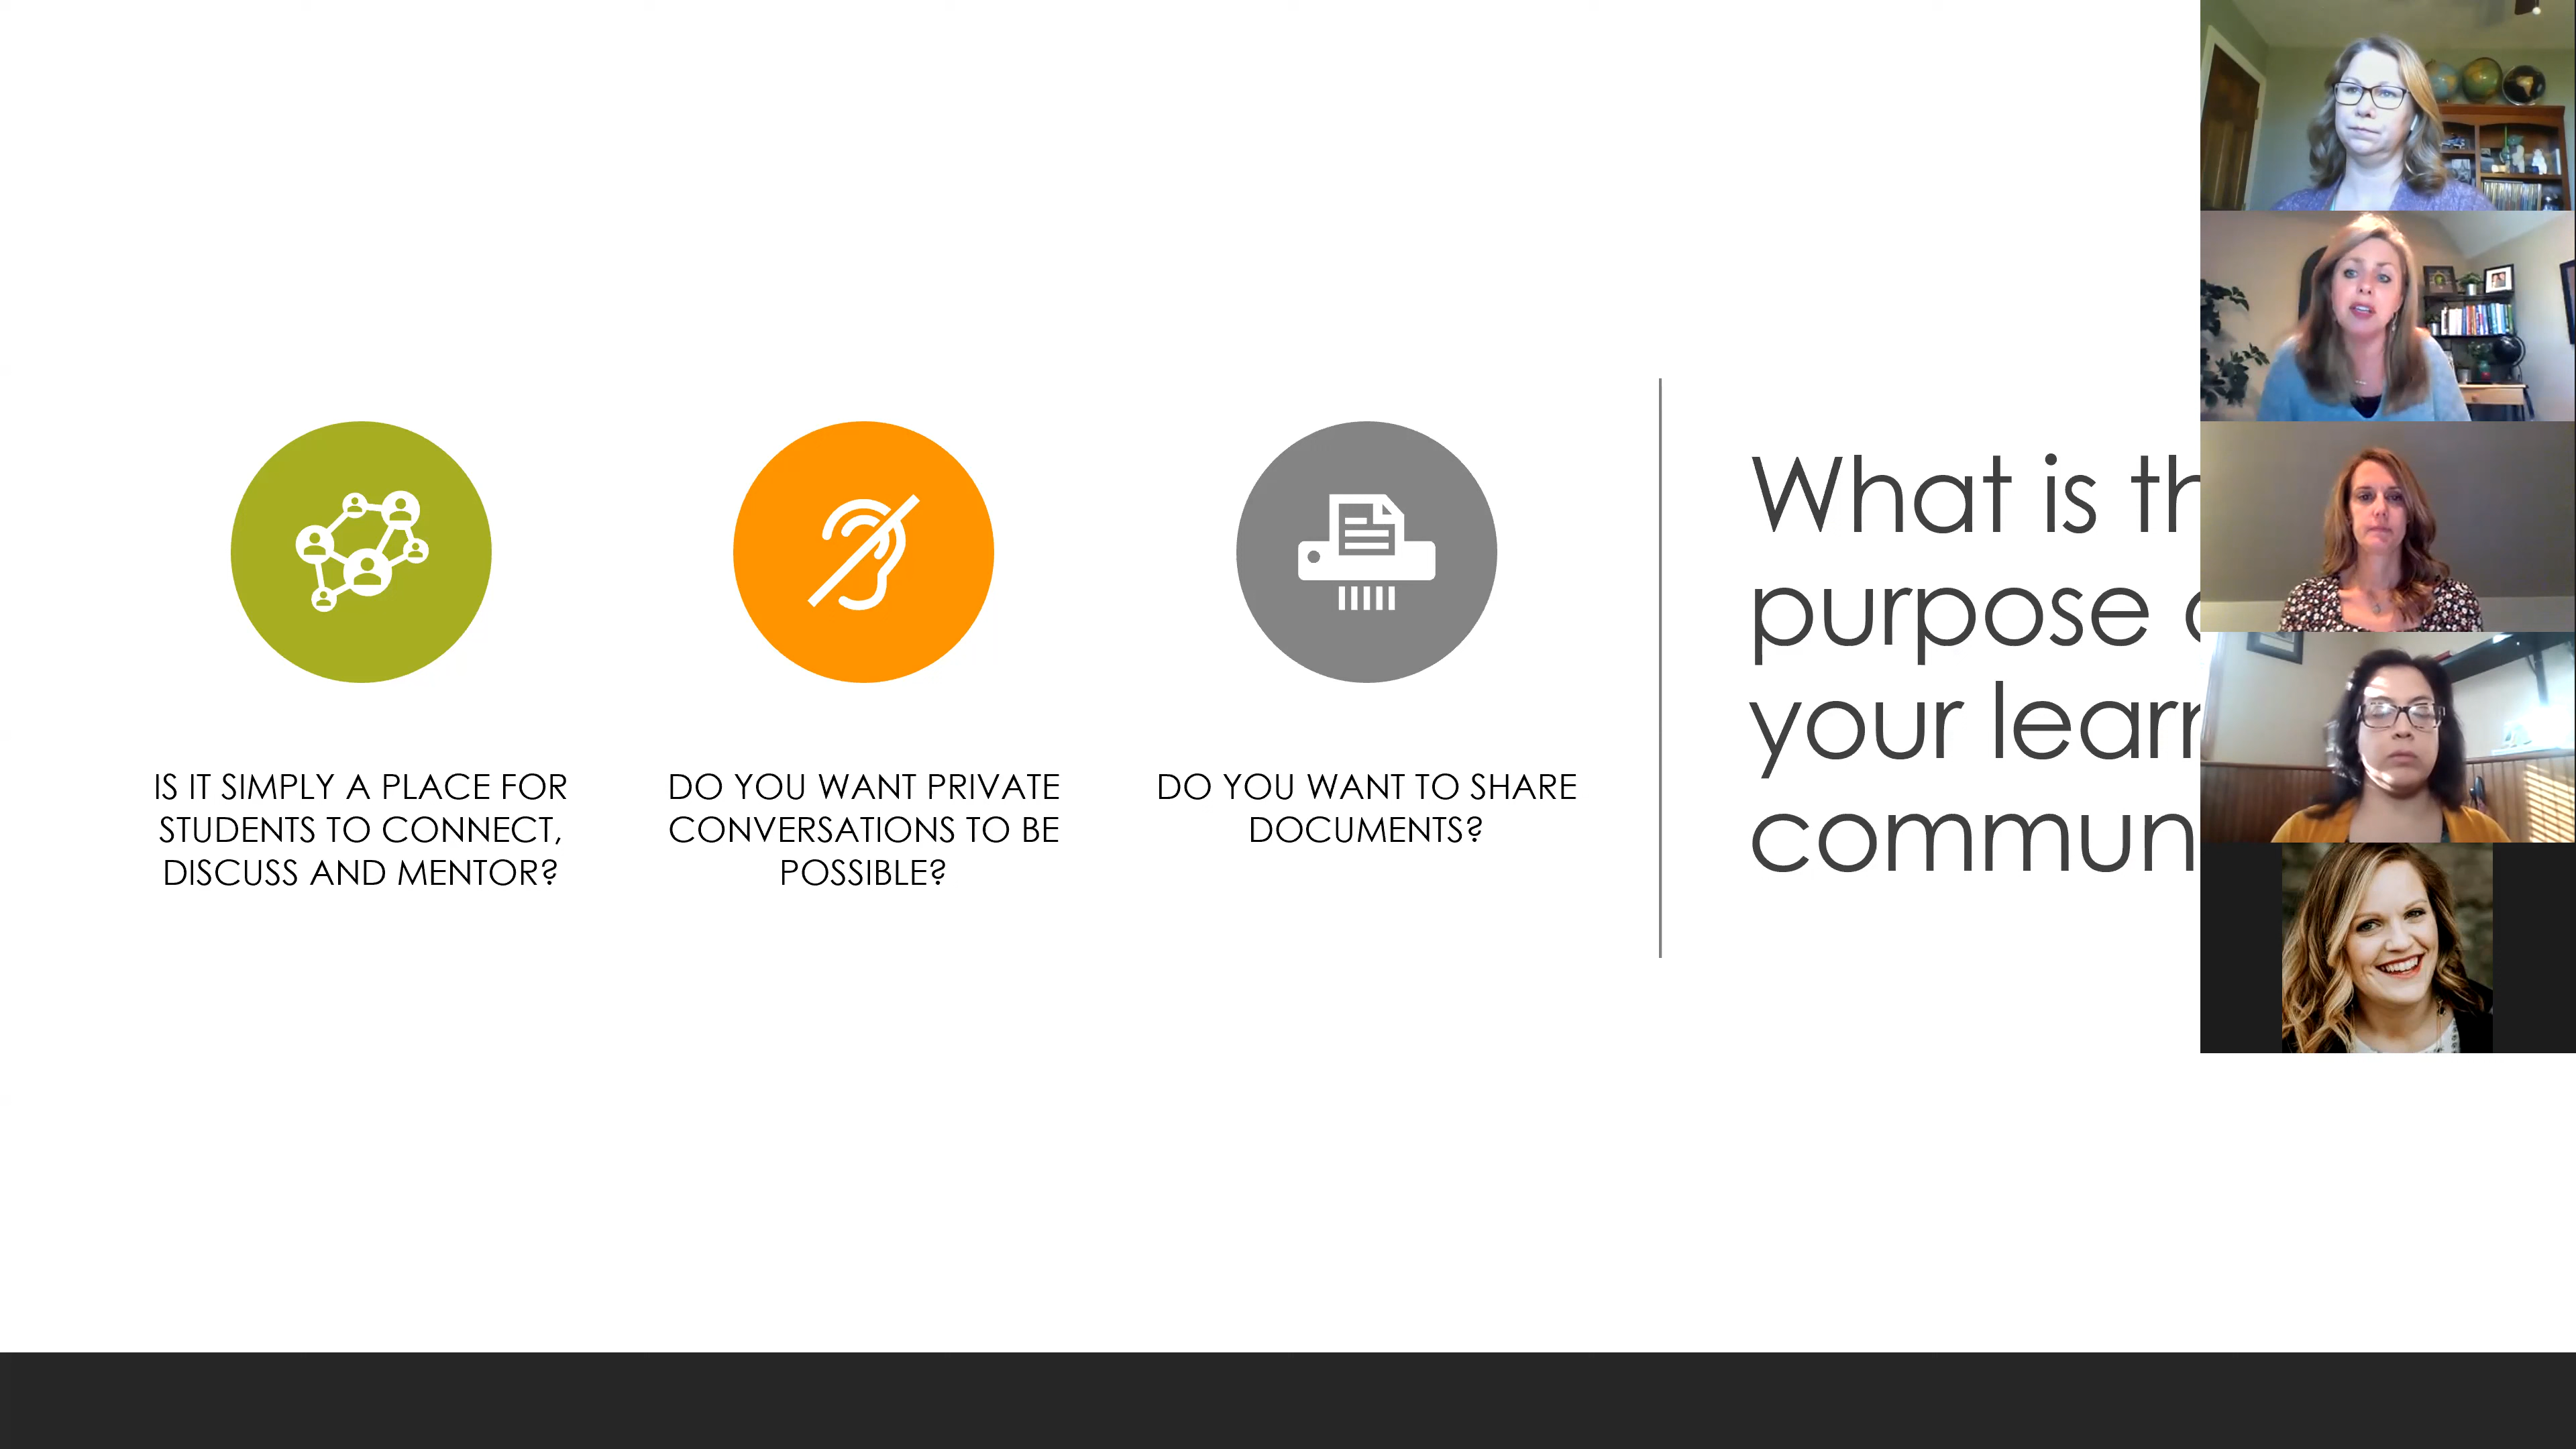 IS IT SIMPLY A PLACE FOR
STUDENTS TO CONNECT,
DISCUSS AND MENTOR?
DO YOU WANT PRIVATE
CONVERSATIONS TO BE
POSSIBLE?
DO YOU WANT TO SHARE
DOCUMENTS?
What is th
purpose
your learn
commun